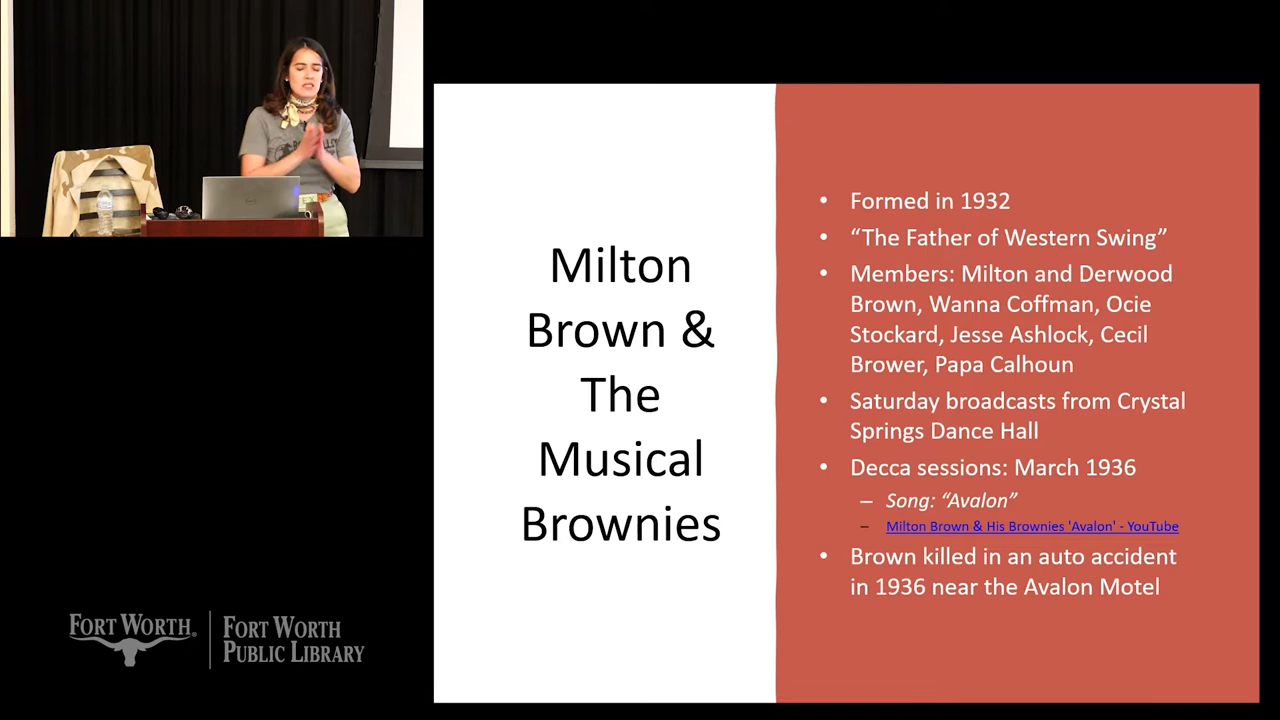 Milton
Brown &
The
Musical
Brownies
• Formed in 1932
• “The Father of Western Swing”
• Members: Milton and Derwood
Brown, Wanna Coffman, Ocie
Stockard, Jesse Ashlock, Cecil
Brower, Papa Calhoun
• Saturday broadcasts from Crystal
Springs Dance Hall
• Decca sessions: March 1936
– Song: “Avalon”
– Milton Brown & His Brownies 'Avalon' - YouTube
• Brown killed in an auto accident
in 1936 near the Avalon Motel
FORT WORTH®
FORT WORTH
PUBLIC LIBRARY